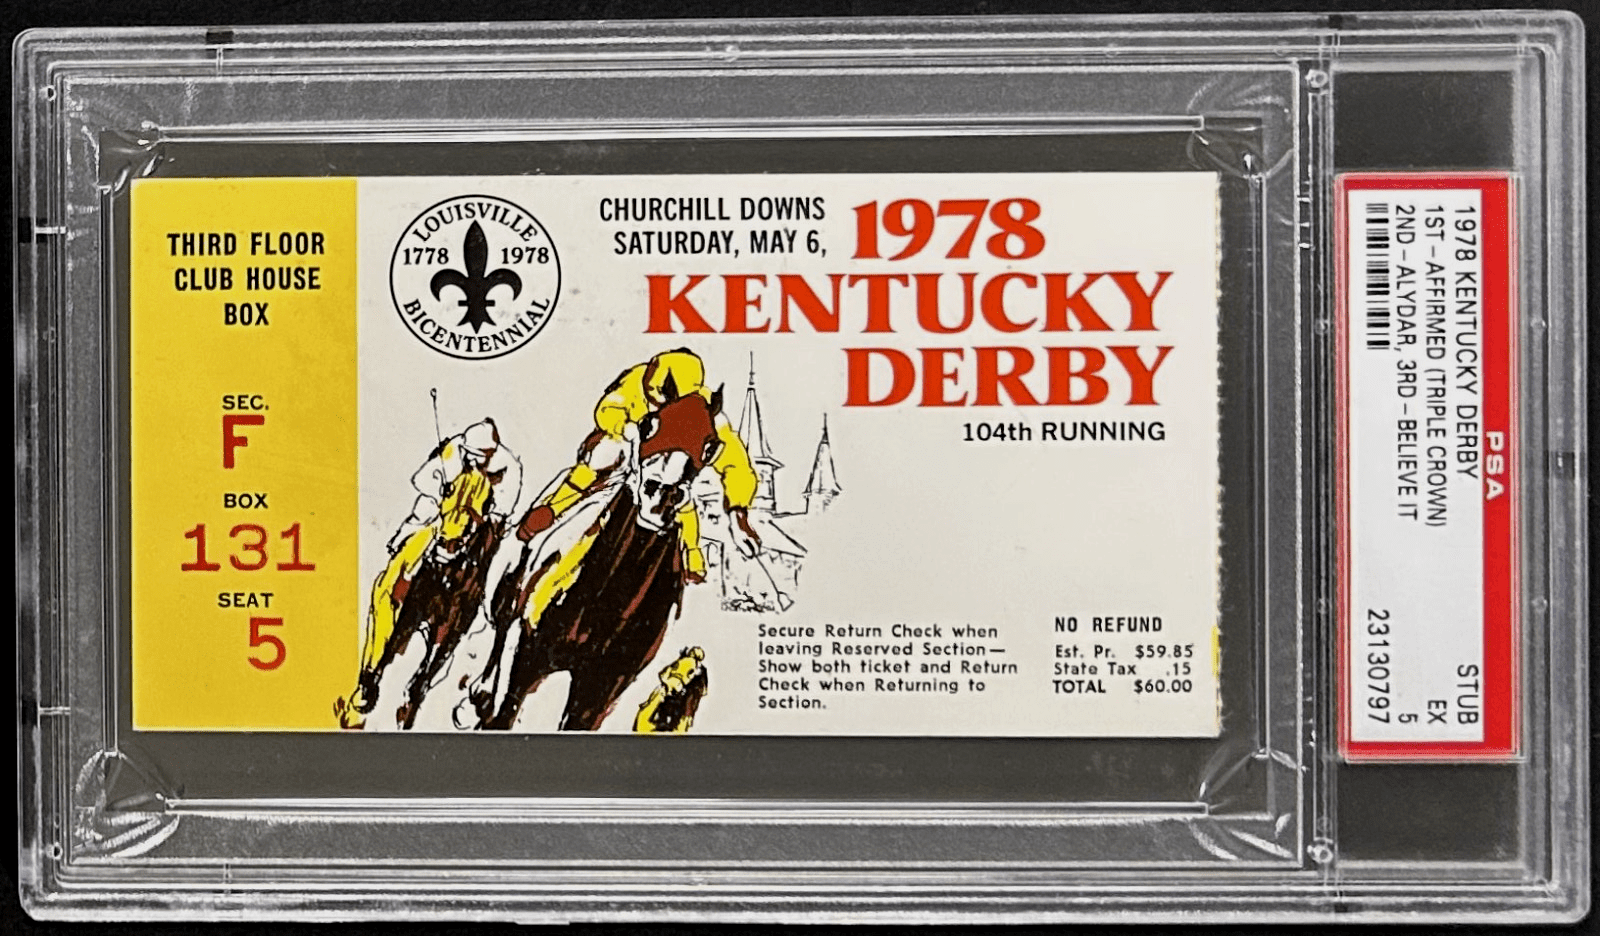 THIRD FLOOR
CLUB HOUSE
BOX
SEC.
F
BOX
131
SEAT
5
LOUISVILLE
1778 1978
BICENTENNIAL
CHURCHILL DOWNS
SATURDAY, MAY 6,
1978
KENTUCKY
DERBY
104th RUNNING
Secure Return Check when
leaving Reserved Section—
Show both ticket and Return
Check when Returning to
Section.
NO REFUND
Est. Pr. $59.85
State Tax .15
TOTAL $60.00
PSA
1978 KENTUCKY DERBY STUB
1ST-AFFIRMED (TRIPLE CROWN) EX
2ND-ALYDAR, 3RD-BELIEVE IT 5
23130797